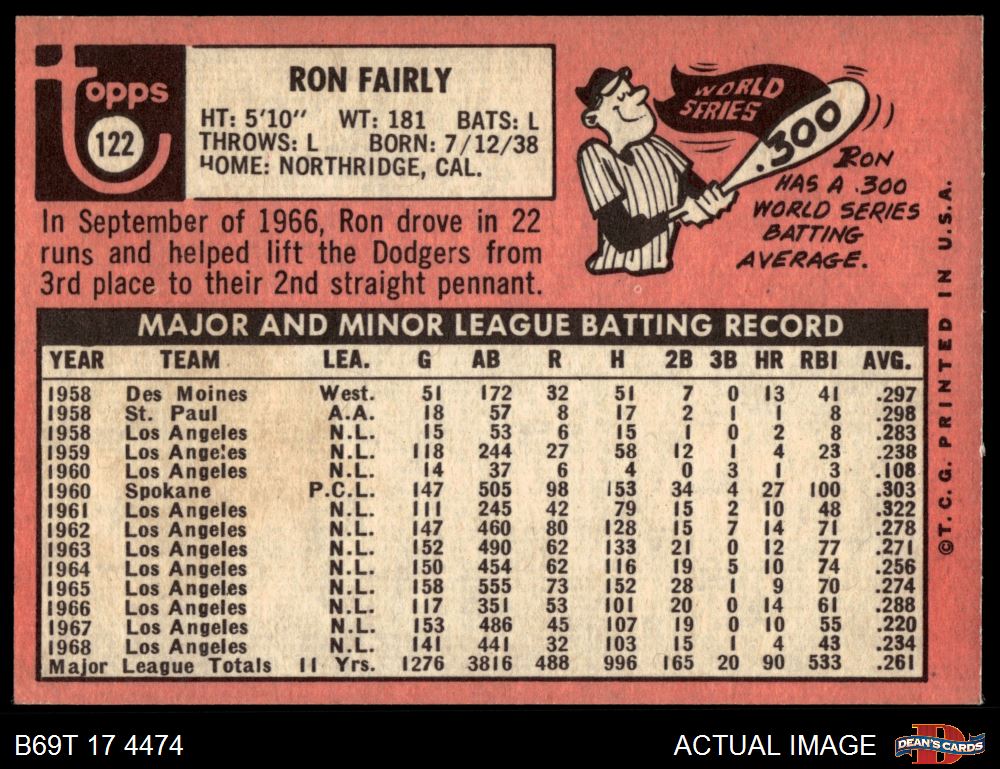 Topps
122
RON FAIRLY
HT: 5'10" WT: 181 BATS: L
THROWS: L BORN: 7/12/38
HOME: NORTHRIDGE, CAL.
In September of 1966, Ron drove in 22
runs and helped lift the Dodgers from
3rd place to their 2nd straight pennant.
WORLD
SERIES
.300
RON
HAS A .300
WORLD SERIES
BATTING
AVERAGE.
MAJOR AND MINOR LEAGUE BATTING RECORD
YEAR TEAM LEA. G AB R H 2B 3B HR RBI AVG.
1958 Des Moines West. 51 172 32 51 7 0 13 41 .297
1958 St. Paul A.A. 18 57 8 17 2 1 1 8 .298
1958 Los Angeles N.L. 15 53 6 15 1 0 2 8 .283
1959 Los Angeles N.L. 118 244 27 58 12 1 4 23 .238
1960 Los Angeles N.L. 14 37 6 4 0 3 1 3 .108
1960 Spokane P.C.L. 147 505 98 153 34 4 27 100 .303
1961 Los Angeles N.L. 111 245 42 79 15 2 10 48 .322
1962 Los Angeles N.L. 147 460 80 128 15 7 14 71 .278
1963 Los Angeles N.L. 152 490 62 133 21 0 12 77 .271
1964 Los Angeles N.L. 150 454 62 116 19 5 10 74 .256
1965 Los Angeles N.L. 158 555 73 152 28 1 9 70 .274
1966 Los Angeles N.L. 117 351 53 101 20 0 14 61 .288
1967 Los Angeles N.L. 153 486 45 107 19 0 10 55 .220
1968 Los Angeles N.L. 141 441 32 103 15 1 4 43 .234
Major League Totals 11 Yrs. 1276 3816 488 996 165 20 90 533 .261
©T. C. G. PRINTED IN U.S.A.
B69T 17 4474
ACTUAL IMAGE
D
DEAN'S CARDS